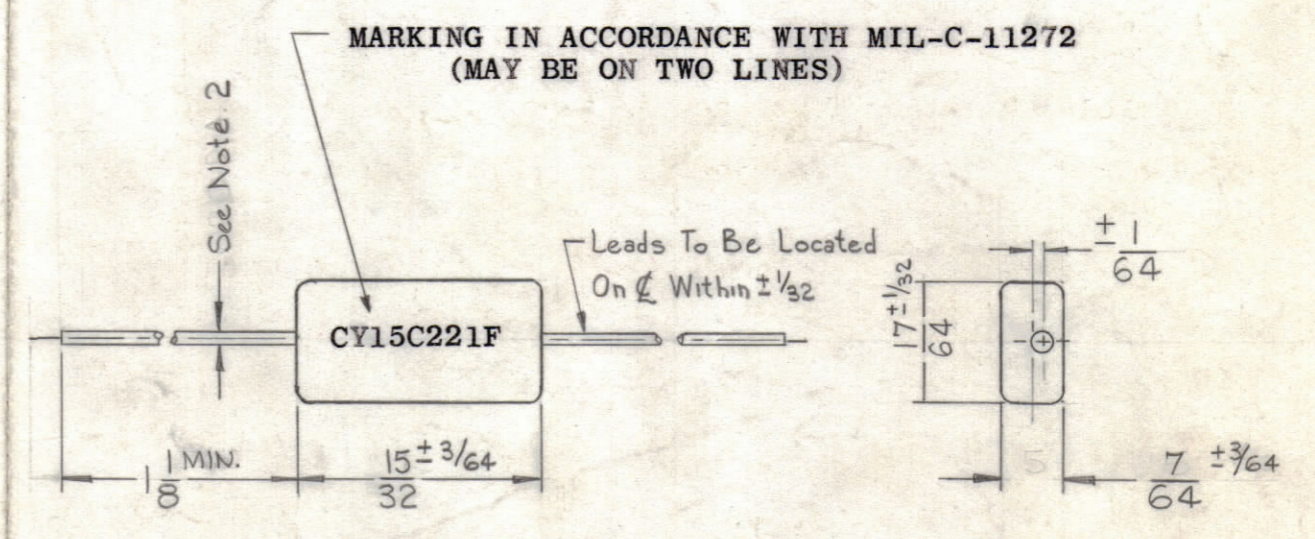 MARKING IN ACCORDANCE WITH MIL-C-11272
(MAY BE ON TWO LINES)
See Note 2
Leads To Be Located
On ℄ Within ±1/32
CY15C221F
1 1/8 MIN.
15/32 ±3/64
17/64 ±1/32
±1/64
7/64 ±3/64